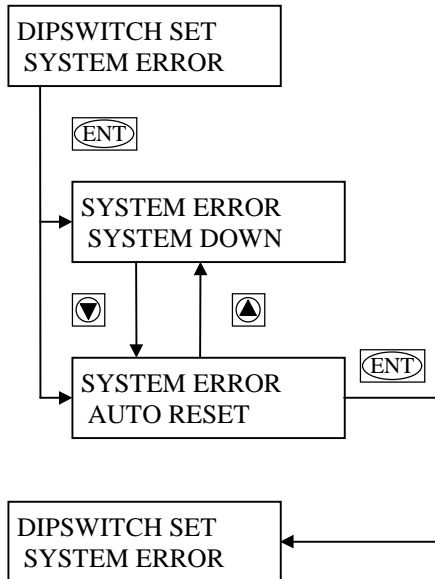 DIPSWITCH SET
SYSTEM ERROR
ENT
SYSTEM ERROR
SYSTEM DOWN
SYSTEM ERROR
AUTO RESET
ENT
DIPSWITCH SET
SYSTEM ERROR